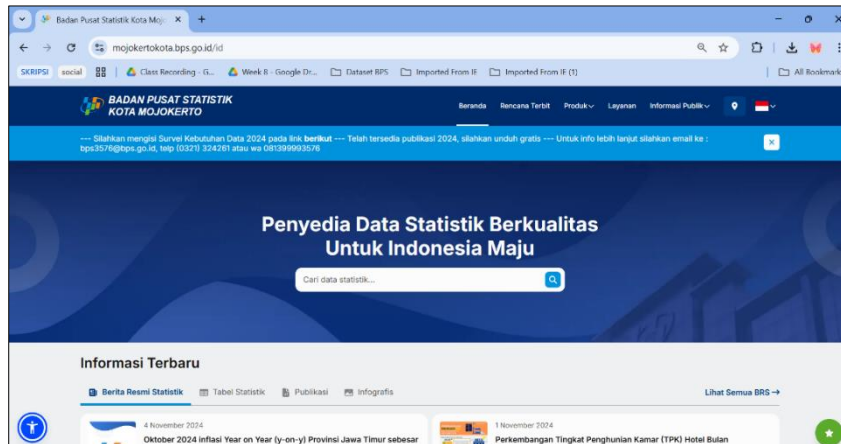 Badan Pusat Statistik Kota Moj
mojokertokota.bps.go.id/id
SKRIPSI social Class Recording - G... Week 8 - Google Dr... Dataset BPS Imported From IE Imported From IE (1) All Bookmark
BADAN PUSAT STATISTIK
KOTA MOJOKERTO
Beranda Rencana Terbit Produk Layanan Informasi Publik
--- Silahkan mengisi Survei Kebutuhan Data 2024 pada link berikut --- Telah tersedia publikasi 2024, silahkan unduh gratis --- Untuk info lebih lanjut silahkan email ke :
bps3576@bps.go.id, telp (0321) 324261 atau wa 081399993576
Penyedia Data Statistik Berkualitas
Untuk Indonesia Maju
Cari data statistik...
Informasi Terbaru
Berita Resmi Statistik Tabel Statistik Publikasi Infografis Lihat Semua BRS →
4 November 2024
Oktober 2024 inflasi Year on Year (y-on-y) Provinsi Jawa Timur sebesar
1 November 2024
Perkembangan Tingkat Penghunian Kamar (TPK) Hotel Bulan